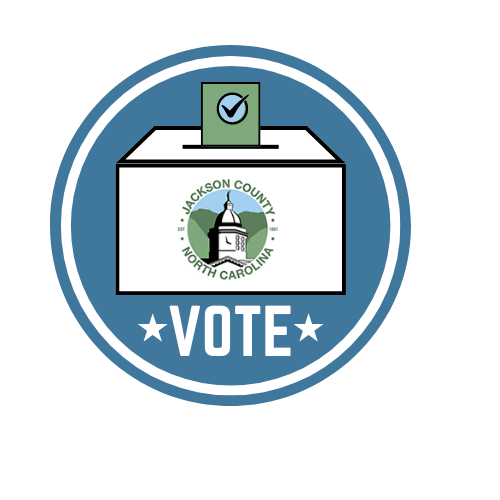 JACKSON COUNTY
EST 1851
NORTH CAROLINA
VOTE